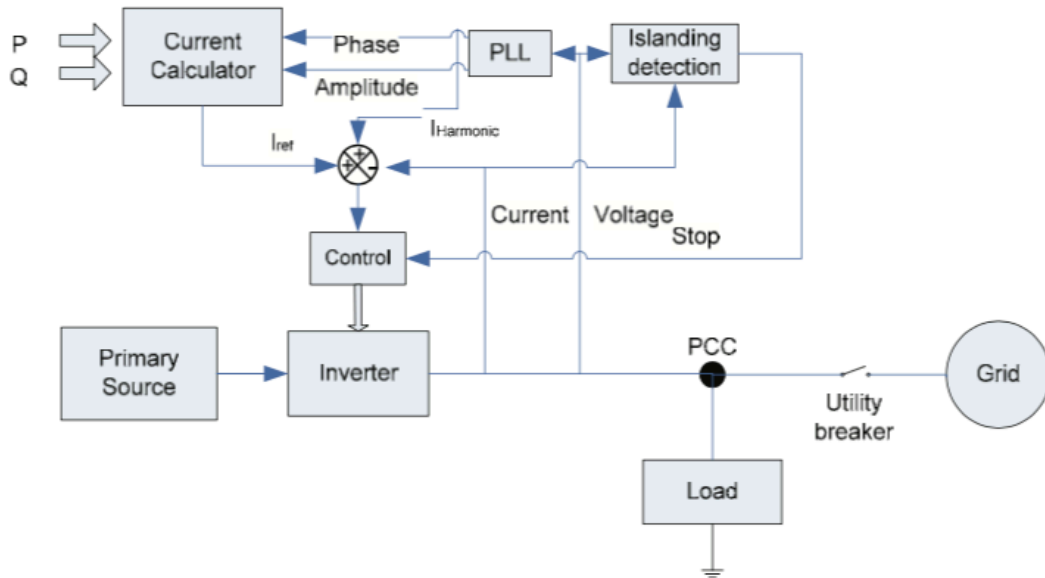 P
Q
Current
Calculator
Phase
Amplitude
PLL
Islanding
detection
IHarmonic
Iref
+
+
-
Current
Voltage
Stop
Control
Primary
Source
Inverter
PCC
Grid
Utility
breaker
Load